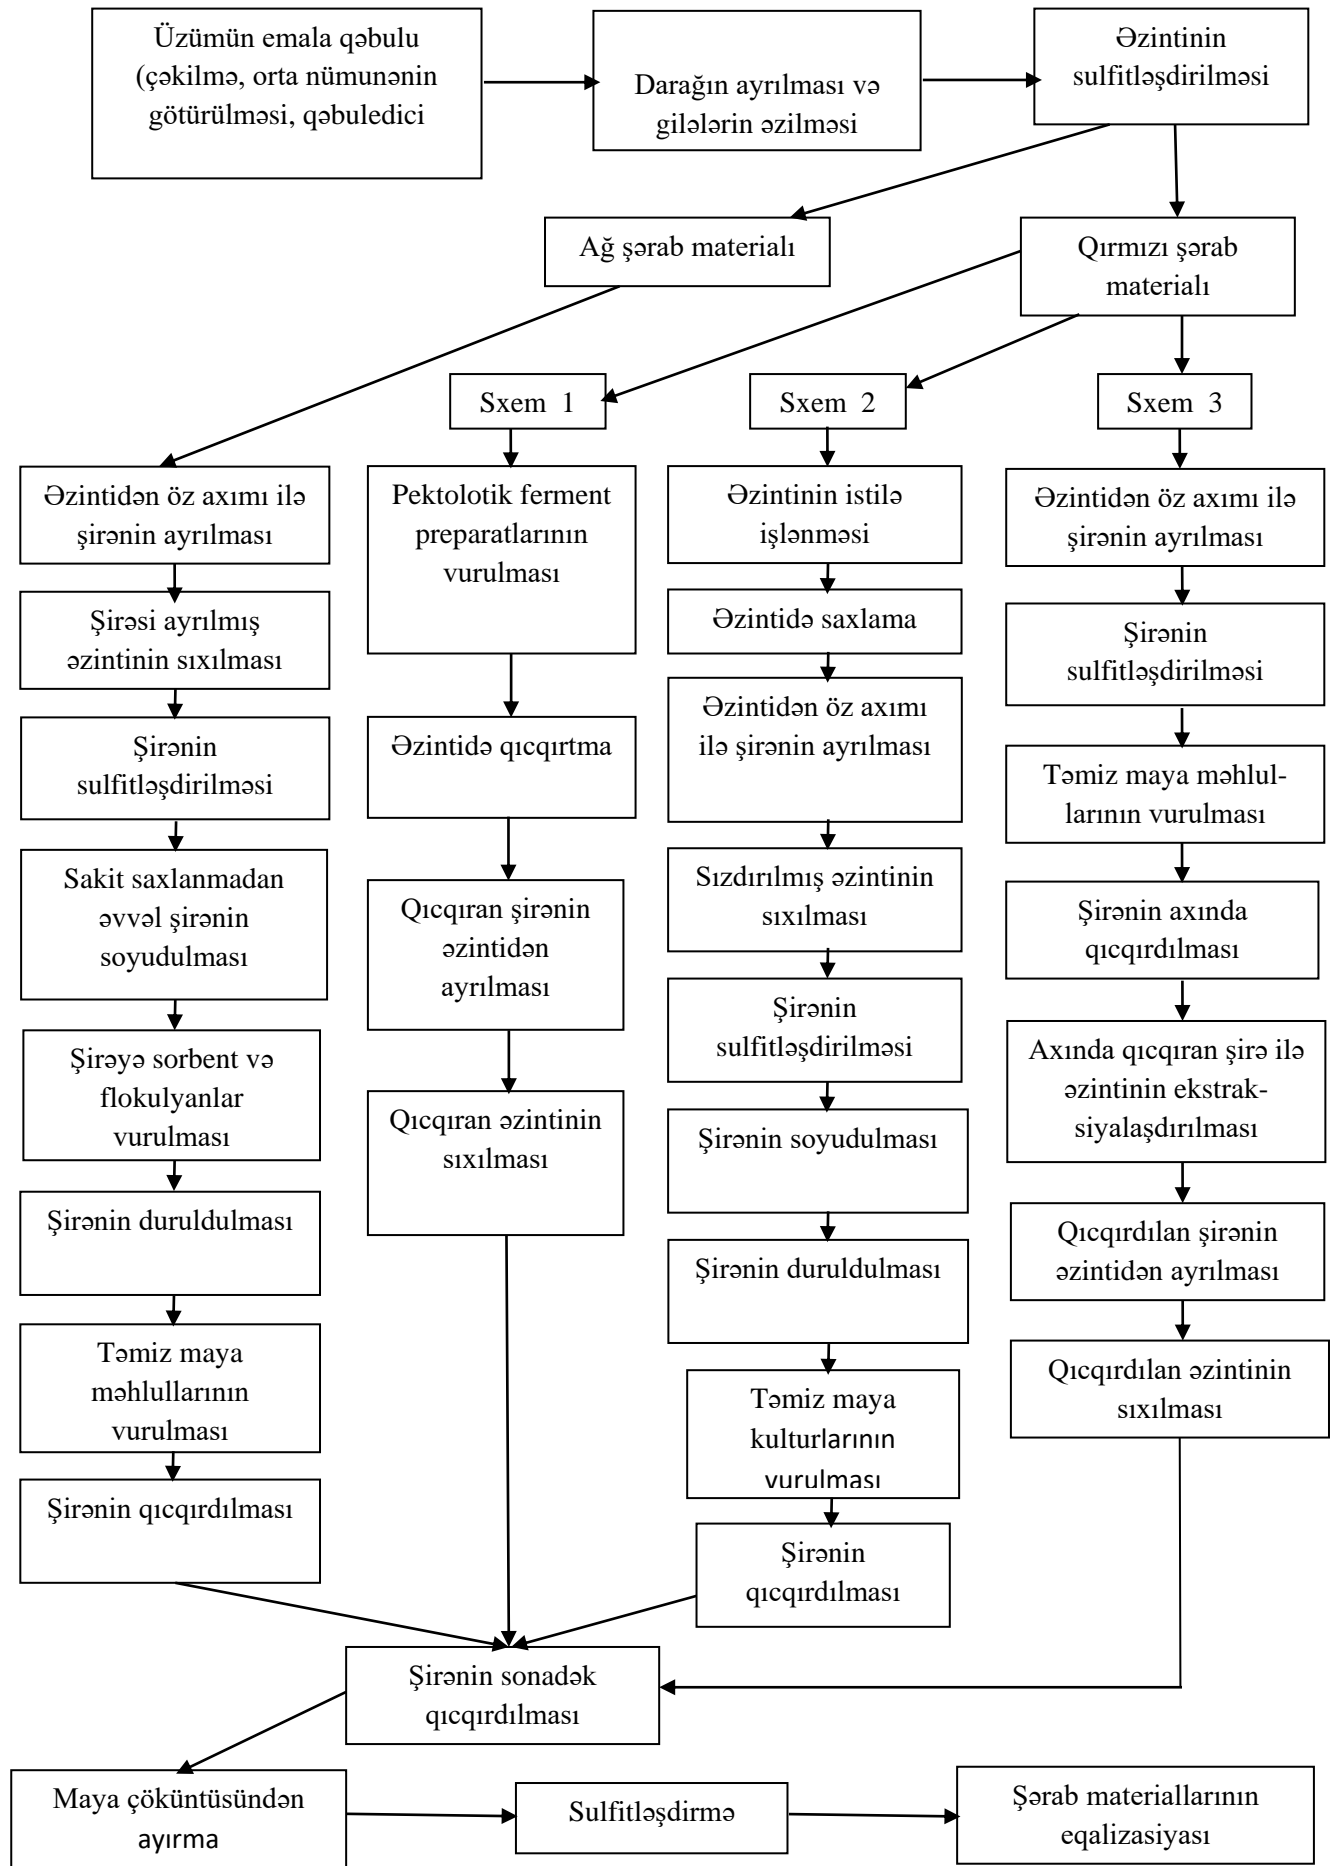 Üzümün emala qəbulu
(çəkilmə, orta nümunənin
götürülməsi, qəbuledici
Darağın ayrılması və
gilələrin əzilməsi
Əzintinin
sulfitləşdirilməsi
Ağ şərab materialı
Qırmızı şərab
materialı
Sxem 1
Sxem 2
Sxem 3
Əzintidən öz axımı ilə
şirənin ayrılması
Şirəsi ayrılmış
əzintinin sıxılması
Şirənin
sulfitləşdirilməsi
Sakit saxlanmadan
əvvəl şirənin
soyudulması
Şirəyə sorbent və
flokulyanlar
vurulması
Şirənin duruldulması
Təmiz maya
məhlullarının
vurulması
Şirənin qıcqırdılması
Pektolotik ferment
preparatlarının
vurulması
Əzintidə qıcqırtma
Qıcqıran şirənin
əzintidən
ayrılması
Qıcqıran əzintinin
sıxılması
Əzintinin istilə
işlənməsi
Əzintidə saxlama
Əzintidən öz axımı
ilə şirənin ayrılması
Sızdırılmış əzintinin
sıxılması
Şirənin
sulfitləşdirilməsi
Şirənin soyudulması
Şirənin duruldulması
Təmiz maya
kulturlarının
vurulması
Şirənin
qıcqırdılması
Əzintidən öz axımı ilə
şirənin ayrılması
Şirənin
sulfitləşdirilməsi
Təmiz maya məhlul-
larının vurulması
Şirənin axında
qıcqırdılması
Axında qıcqıran şirə ilə
əzintinin ekstrak-
siyalaşdırılması
Qıcqırdılan şirənin
əzintidən ayrılması
Qıcqırdılan əzintinin
sıxılması
Şirənin sonadək
qıcqırdılması
Maya çöküntüsündən
ayırma
Sulfitləşdirmə
Şərab materiallarının
eqalizasiyası